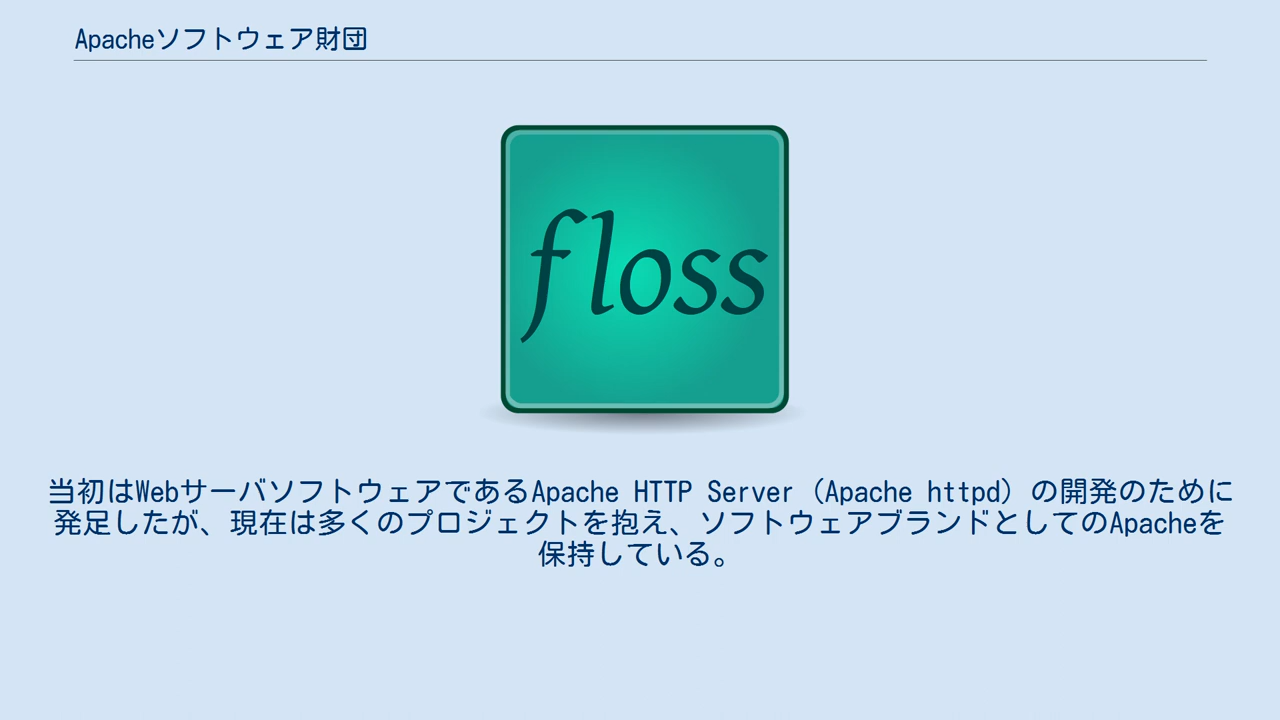 Apacheソフトウェア財団
floss
当初はWebサーバソフトウェアであるApache HTTP Server（Apache httpd）の開発のために
発足したが、現在は多くのプロジェクトを抱え、ソフトウェアブランドとしてのApacheを
保持している。